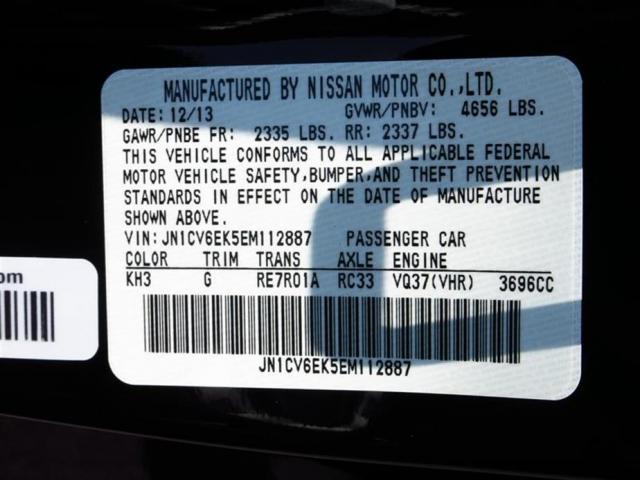 MANUFACTURED BY NISSAN MOTOR CO.,LTD.
DATE: 12/13 GVWR/PNBV: 4656 LBS.
GAWR/PNBE FR: 2335 LBS. RR: 2337 LBS.
THIS VEHICLE CONFORMS TO ALL APPLICABLE FEDERAL
MOTOR VEHICLE SAFETY,BUMPER,AND THEFT PREVENTION
STANDARDS IN EFFECT ON THE DATE OF MANUFACTURE
SHOWN ABOVE.
VIN: JN1CV6EK5EM112887 PASSENGER CAR
COLOR TRIM TRANS AXLE ENGINE
KH3 G RE7R01A RC33 VQ37(VHR) 3696CC
JN1CV6EK5EM112887
om